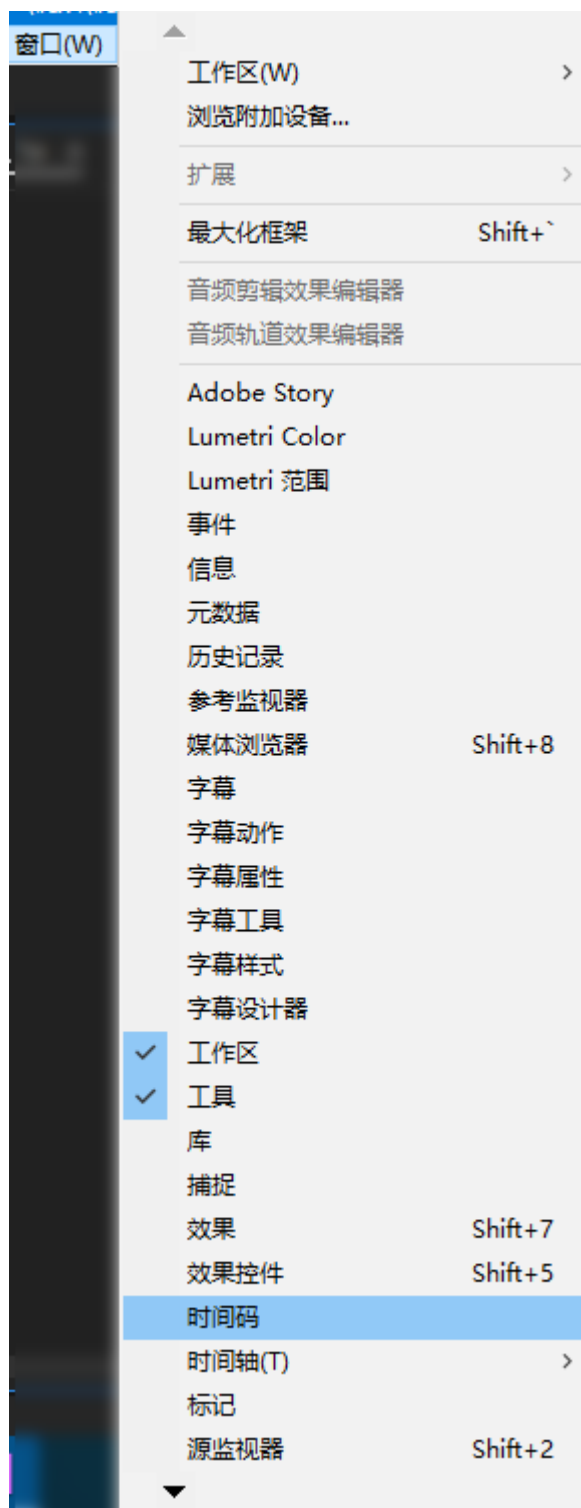 窗口(W)
工作区(W)
浏览附加设备...
扩展
最大化框架 Shift+`
音频剪辑效果编辑器
音频轨道效果编辑器
Adobe Story
Lumetri Color
Lumetri 范围
事件
信息
元数据
历史记录
参考监视器
媒体浏览器 Shift+8
字幕
字幕动作
字幕属性
字幕工具
字幕样式
字幕设计器
工作区
工具
库
捕捉
效果 Shift+7
效果控件 Shift+5
时间码
时间轴(T)
标记
源监视器 Shift+2